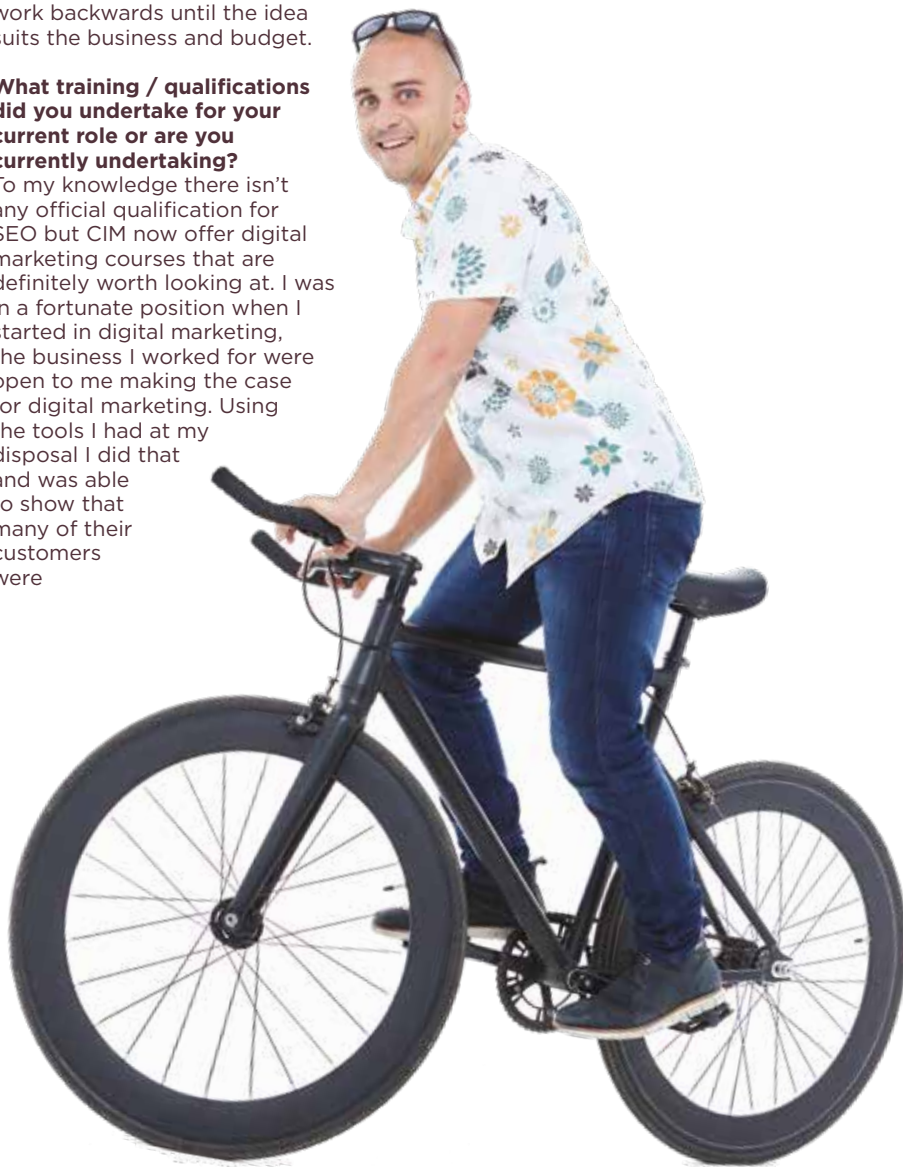 work backwards until the idea
suits the business and budget.
What training / qualifications
did you undertake for your
current role or are you
currently undertaking?
To my knowledge there isn't
any official qualification for
SEO but CIM now offer digital
marketing courses that are
definitely worth looking at. I was
in a fortunate position when I
started in digital marketing,
the business I worked for were
open to me making the case
for digital marketing. Using
the tools I had at my
disposal I did that
and was able
to show that
many of their
customers
were